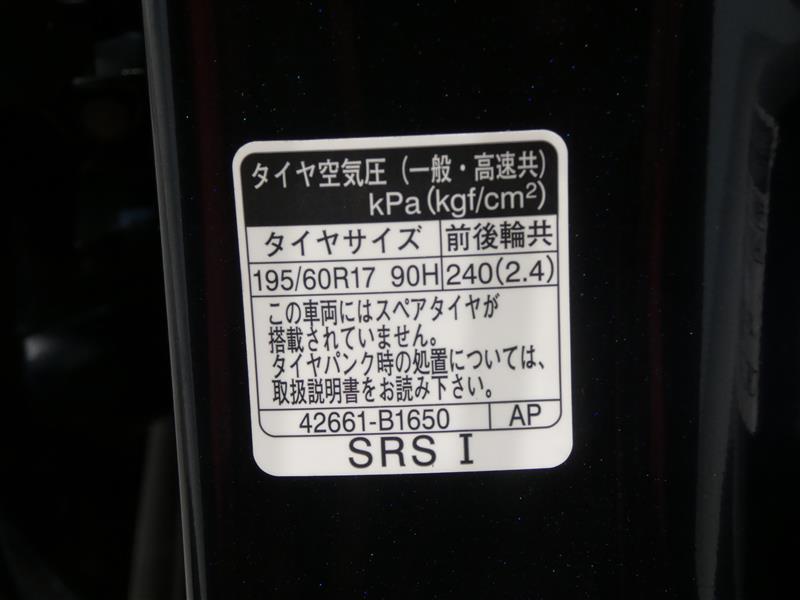 タイヤ空気圧（一般・高速共）
kPa(kgf/cm²)
タイヤサイズ 前後輪共
195/60R17 90H 240(2.4)
この車両にはスペアタイヤが
搭載されていません。
タイヤパンク時の処置については、
取扱説明書をお読み下さい。
42661-B1650 AP
SRS I